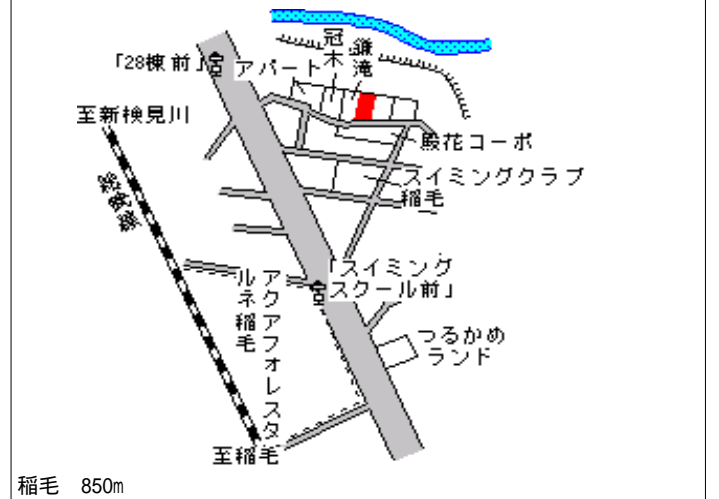 「28棟前」
アパート
冠木
鎌滝
至新検見川
殿花コーポ
スイミングクラブ
稲毛
総武線
「スイミング
スクール前」
アクアフォレスタ
ルネ稲毛
つるかめ
ランド
至稲毛
稲毛　850m